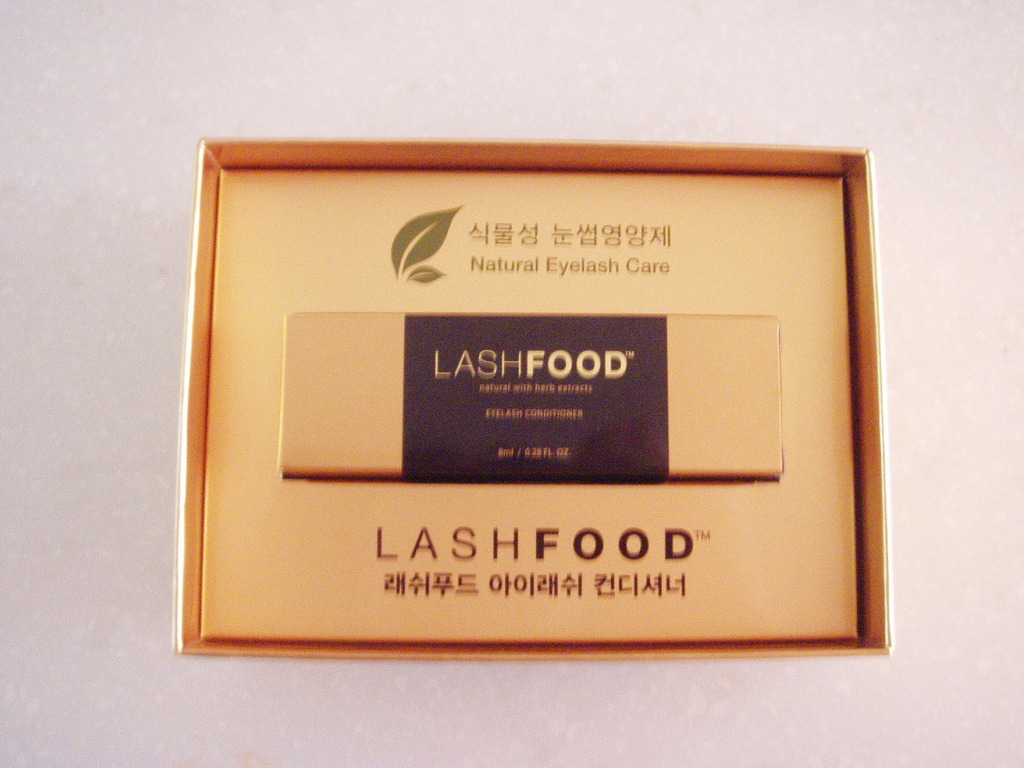 식물성 눈썹영양제
Natural Eyelash Care
LASHFOOD™
natural with herb extracts
EYELASH CONDITIONER
8ml / 0.28 FL. OZ.
LASHFOOD™
래쉬푸드 아이래쉬 컨디셔너